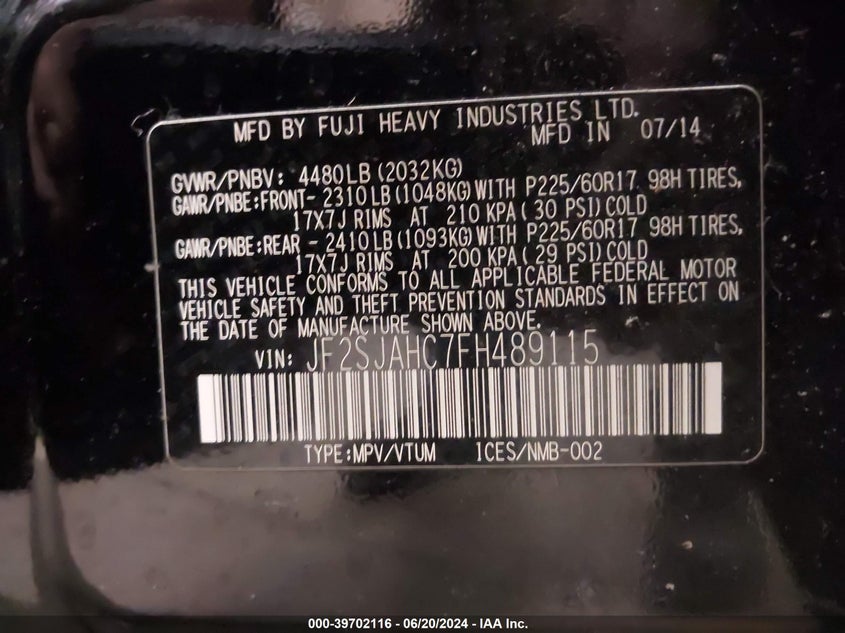 MFD BY FUJI HEAVY INDUSTRIES LTD.
MFD IN 07/14
GVWR/PNBV: 4480LB (2032KG)
GAWR/PNBE:FRONT- 2310LB (1048KG) WITH P225/60R17 98H TIRES,
17X7J RIMS AT 210 KPA ( 30 PSI) COLD
GAWR/PNBE:REAR - 2410LB (1093KG) WITH P225/60R17 98H TIRES,
17X7J RIMS AT 200 KPA ( 29 PSI) COLD
THIS VEHICLE CONFORMS TO ALL APPLICABLE FEDERAL MOTOR
VEHICLE SAFETY AND THEFT PREVENTION STANDARDS IN EFFECT ON
THE DATE OF MANUFACTURE SHOWN ABOVE.
VIN: JF2SJAHC7FH489115
TYPE:MPV/VTUM 1CES/NMB-002
000-39702116 - 06/20/2024 - IAA Inc.